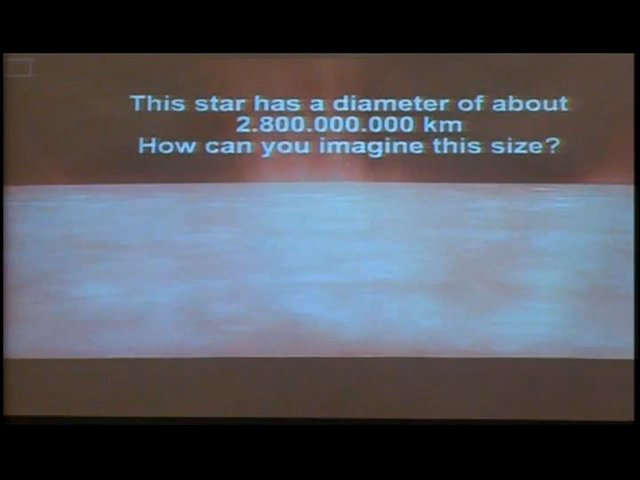 This star has a diameter of about
2.800.000.000 km
How can you imagine this size?